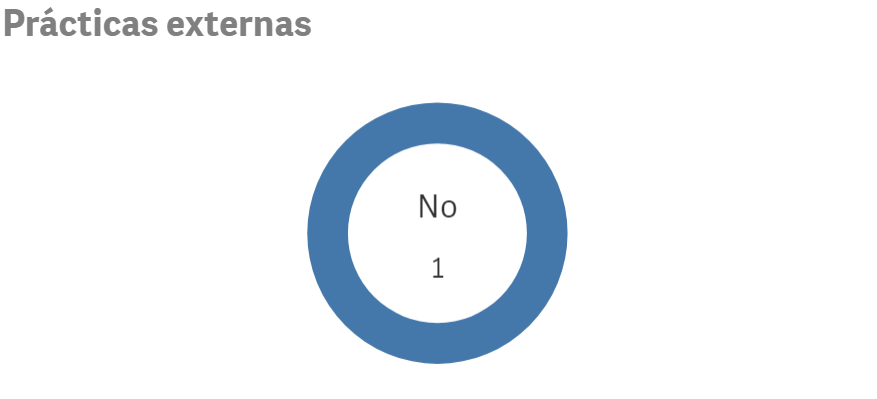 Prácticas externas
No
1